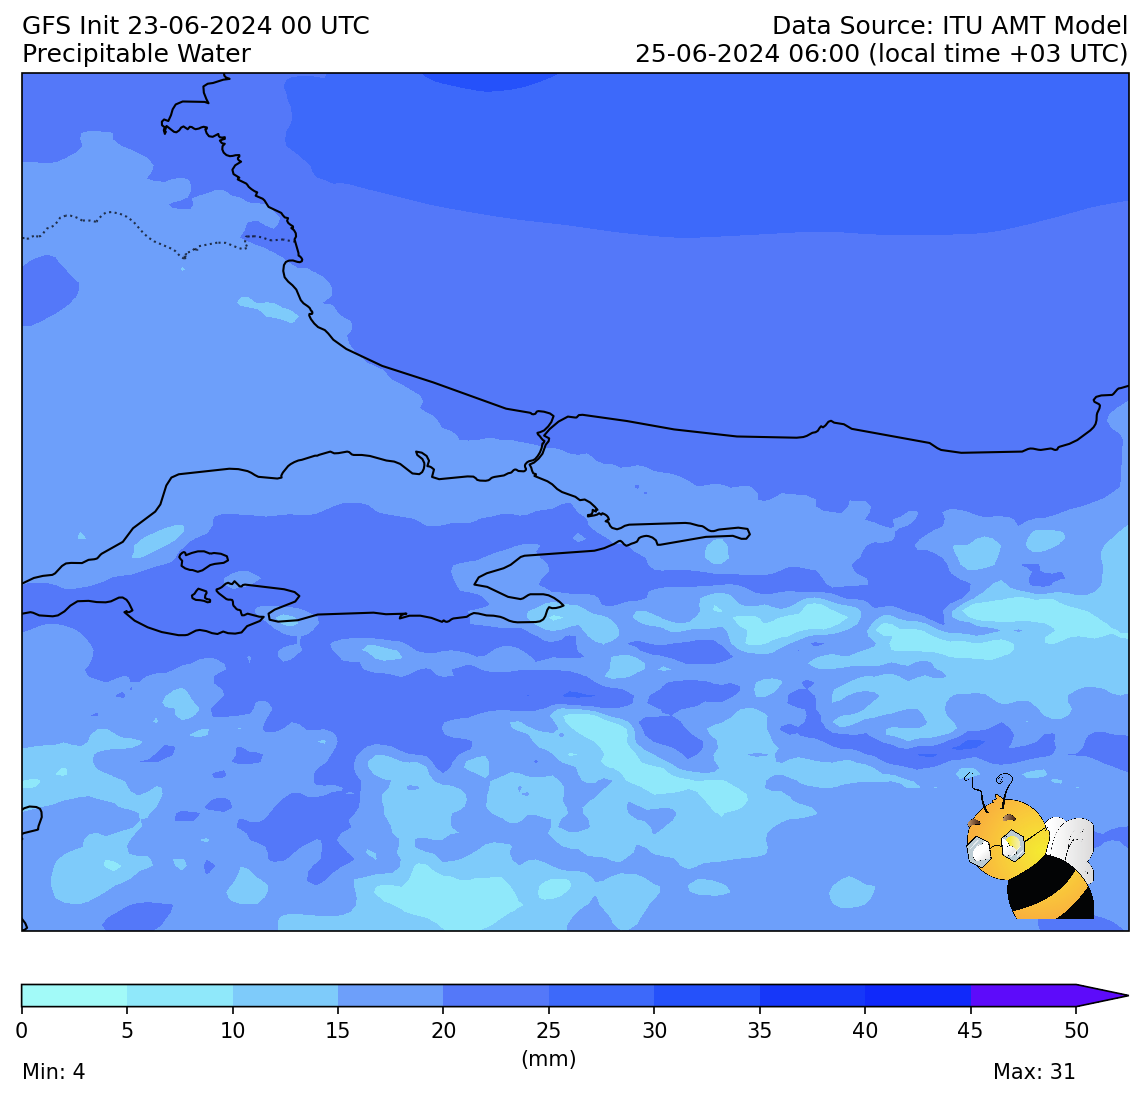 GFS Init 23-06-2024 00 UTC
Data Source: ITU AMT Model
Precipitable Water
25-06-2024 06:00 (local time +03 UTC)
0 5 10 15 20 25 30 35 40 45 50
(mm)
Min: 4
Max: 31